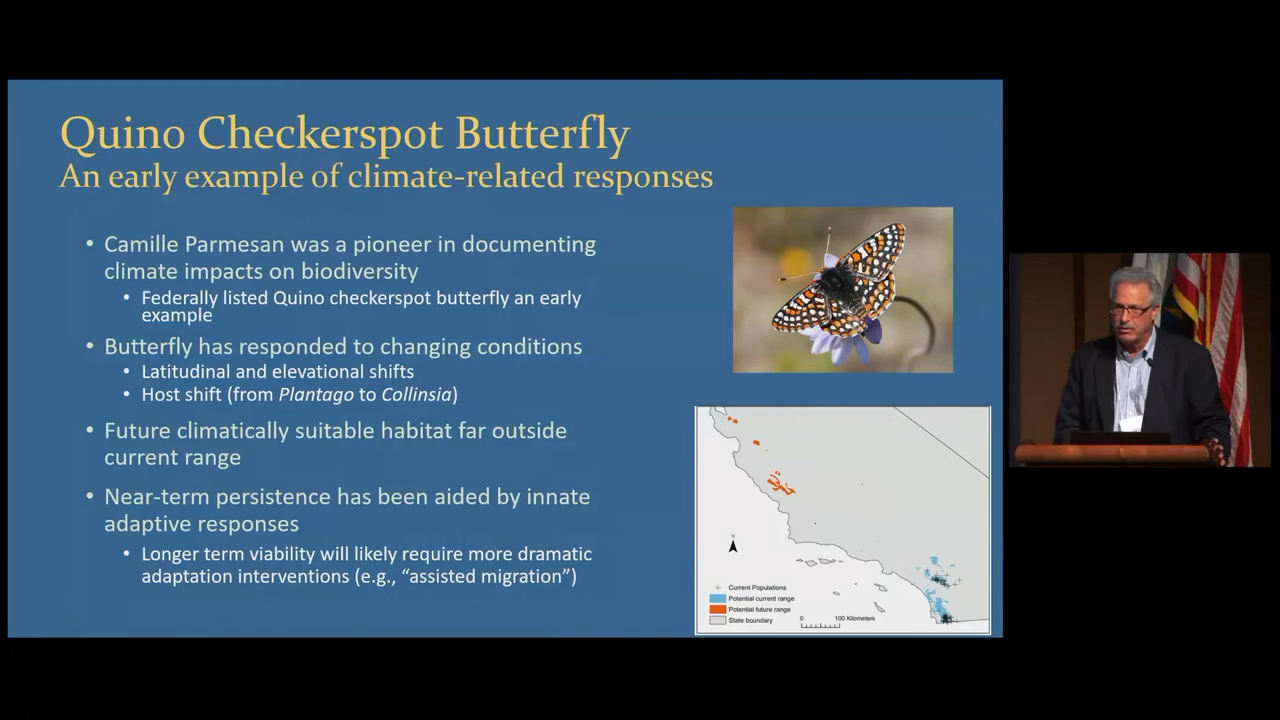 Quino Checkerspot Butterfly
An early example of climate-related responses
• Camille Parmesan was a pioneer in documenting
climate impacts on biodiversity
• Federally listed Quino checkerspot butterfly an early
example
• Butterfly has responded to changing conditions
• Latitudinal and elevational shifts
• Host shift (from Plantago to Collinsia)
• Future climatically suitable habitat far outside
current range
• Near-term persistence has been aided by innate
adaptive responses
• Longer term viability will likely require more dramatic
adaptation interventions (e.g., “assisted migration”)
N
Current Populations
Potential current range
Potential future range
State boundary
0 100 Kilometers